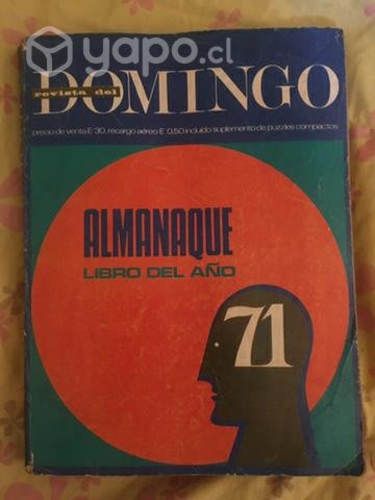 yapo.cl
revista del
DOMINGO
precio de venta E° 30, recargo aéreo E° 0,50 incluido suplemento de puzzles compactos
ALMANAQUE
LIBRO DEL AÑO
71